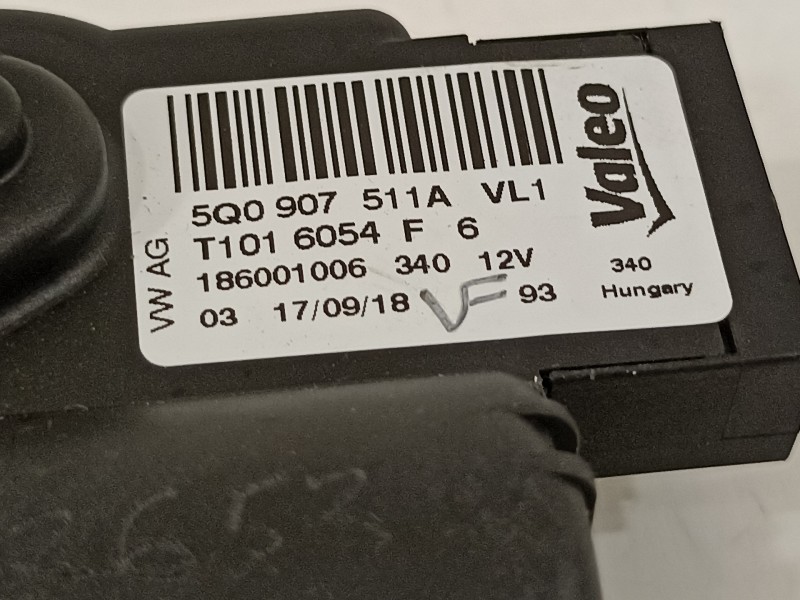 5Q0 907 511A VL1
T101 6054 F 6
186001006 340 12V
03 17/09/18 VF 93
VW AG
Valeo
340
Hungary
2653